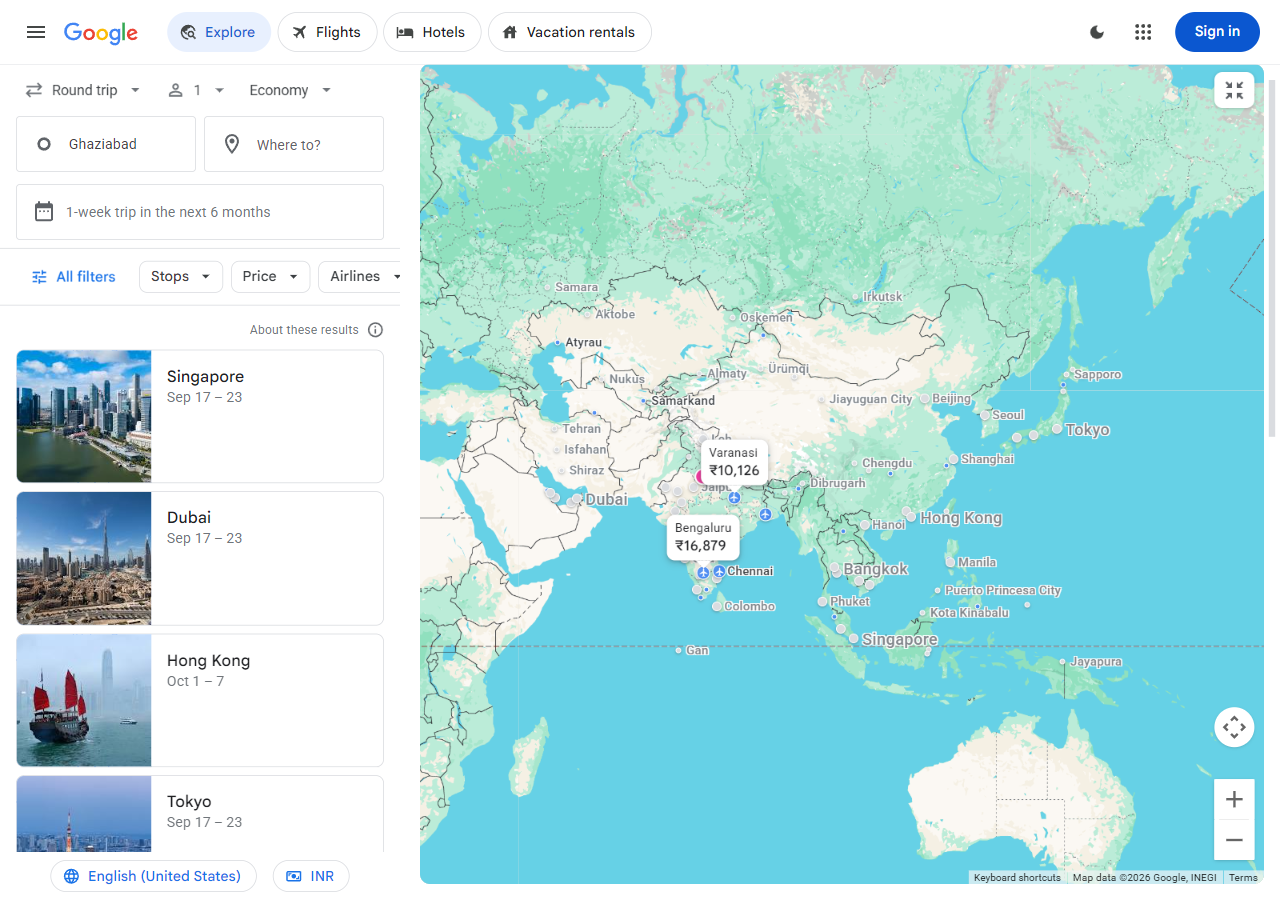 Google
Explore
Flights
Hotels
Vacation rentals
Sign in
Round trip
1
Economy
Ghaziabad
Where to?
1-week trip in the next 6 months
All filters
Stops
Price
Airlines
About these results
Singapore
Sep 17 – 23
Dubai
Sep 17 – 23
Hong Kong
Oct 1 – 7
Tokyo
Sep 17 – 23
English (United States)
INR
Samara
Aktobe
Irkutsk
Oskemen
Atyrau
Ürümqi
Almaty
Nukus
Sapporo
Samarkand
Jiayuguan City
Beijing
Seoul
Tehran
Tokyo
Isfahan
Varanasi
₹10,126
Shanghai
Chengdu
Shiraz
Dibrugarh
Dubai
Hong Kong
Hanoi
Bengaluru
₹16,879
Manila
Bangkok
Chennai
Puerto Princesa City
Phuket
Colombo
Kota Kinabalu
Singapore
Gan
Jayapura
Keyboard shortcuts
Map data ©2026 Google, INEGI
Terms